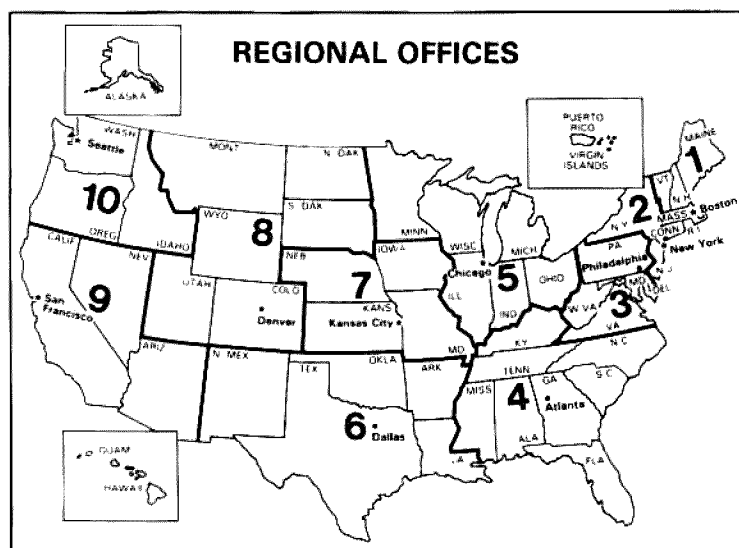 REGIONAL OFFICES
ALASKA
PUERTO
RICO
VIRGIN
ISLANDS
WASH
Seattle
MONT
N DAK
MAINE
1
VT
N H
10
OREG
IDAHO
WYO
8
S DAK
MINN
WISC
MICH
2
N Y
MASS
Boston
CONN
R I
New York
CALIF
NEV
NEB
IOWA
Chicago
5
PA
Philadelphia
N J
OHIO
MD
DEL
9
UTAH
COLO
7
KANS
ILL
IND
W VA
3
VA
San
Francisco
Denver
Kansas City
MO
KY
N C
ARIZ
N MEX
TEX
OKLA
ARK
TENN
S C
MISS
4
GA
Atlanta
6
Dallas
ALA
LA
FLA
GUAM
HAWAII